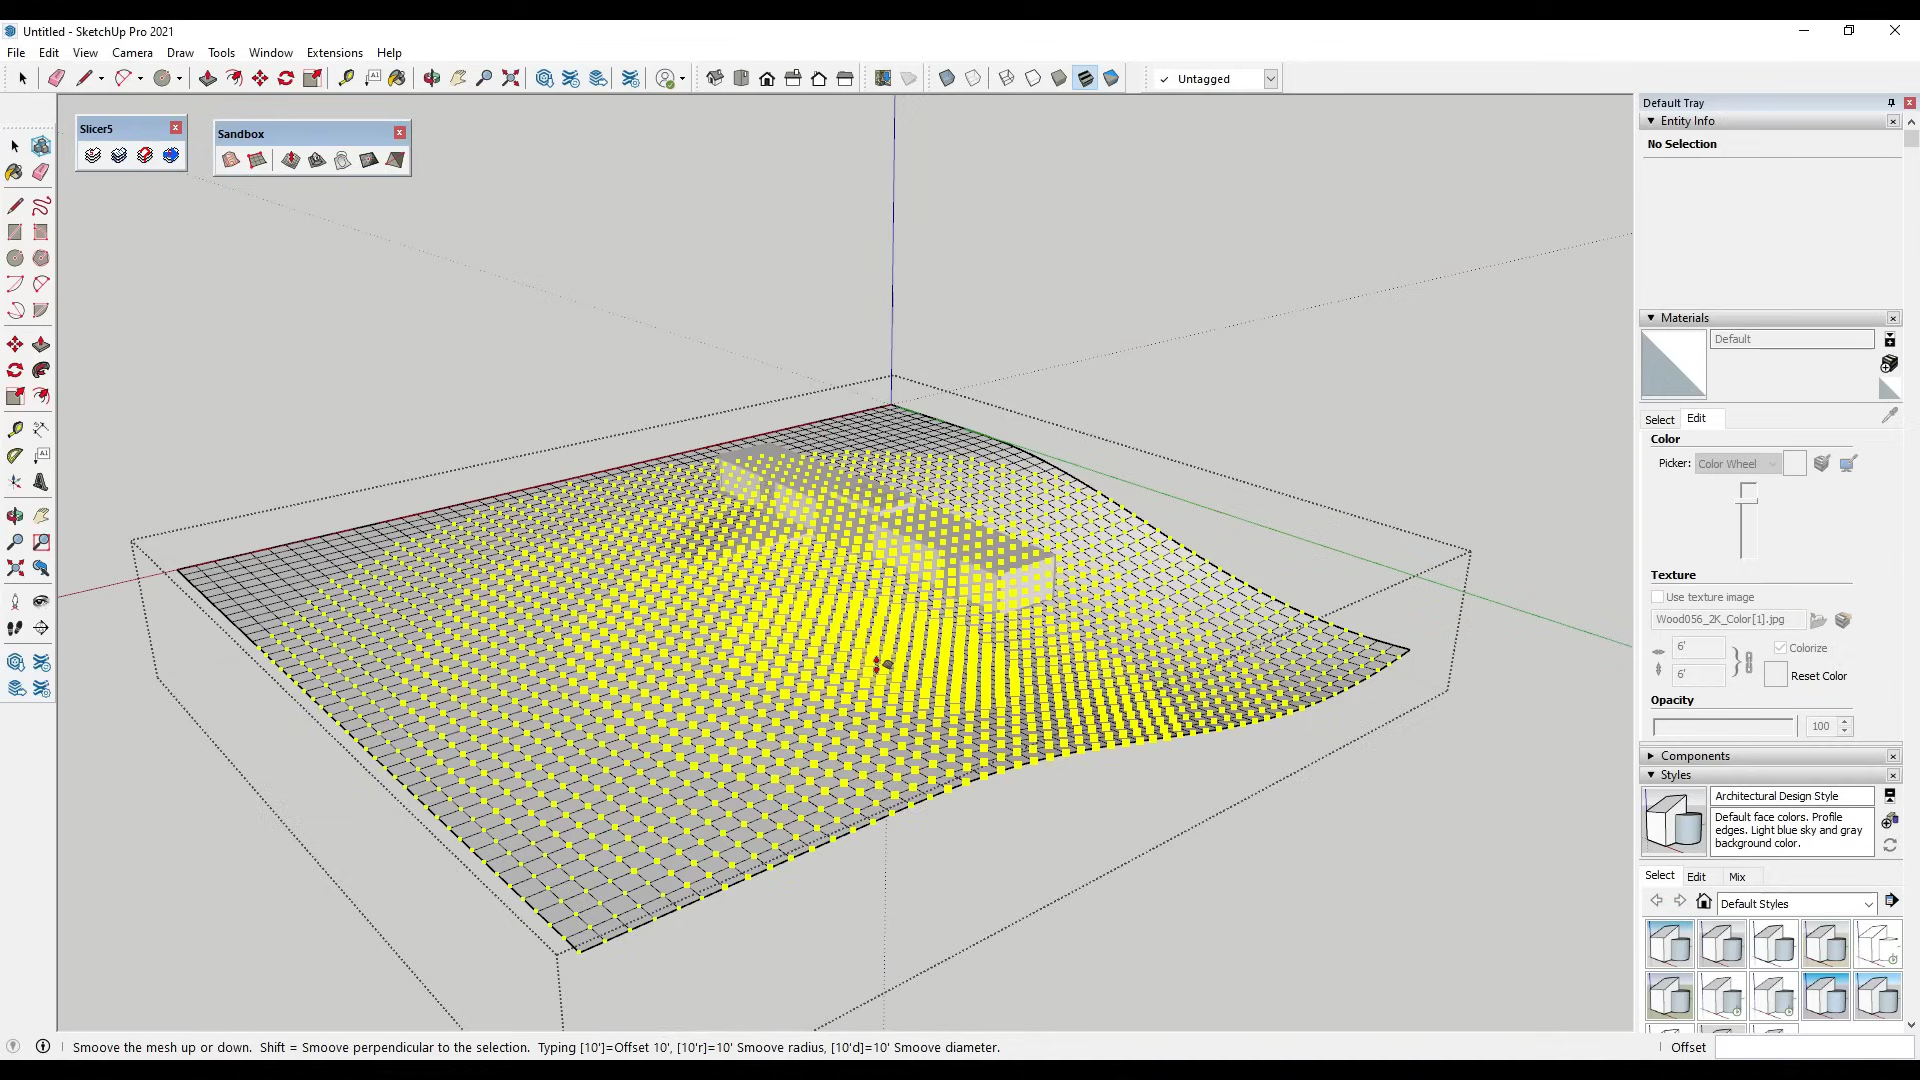 Untitled - SketchUp Pro 2021
File Edit View Camera Draw Tools Window Extensions Help
Untagged
Slicer5
Sandbox
Default Tray
Entity Info
No Selection
Materials
Default
Select Edit
Color
Picker: Color Wheel
Texture
Use texture image
Wood056_2K_Color[1].jpg
6' Colorize
6' Reset Color
Opacity
100
Components
Styles
Architectural Design Style
Default face colors. Profile
edges. Light blue sky and gray
background color.
Select Edit Mix
Default Styles
Smoove the mesh up or down. Shift = Smoove perpendicular to the selection. Typing [10']=Offset 10', [10'r]=10' Smoove radius, [10'd]=10' Smoove diameter.
Offset